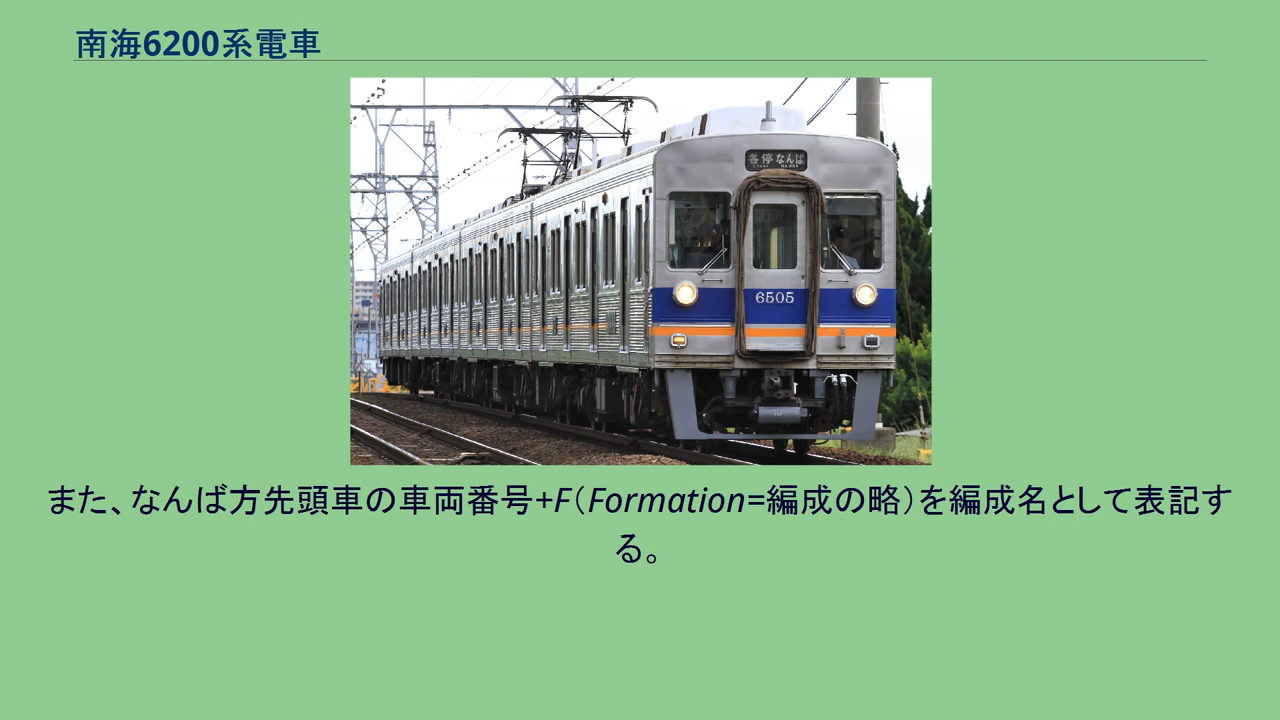 南海6200系電車
各停 なんば
6505
また、なんば方先頭車の車両番号+F（Formation=編成の略）を編成名として表記す
る。